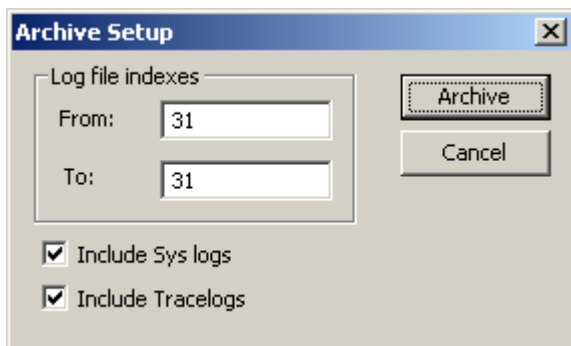 Archive Setup
Log file indexes
From: 31
To: 31
Archive
Cancel
Include Sys logs
Include Tracelogs